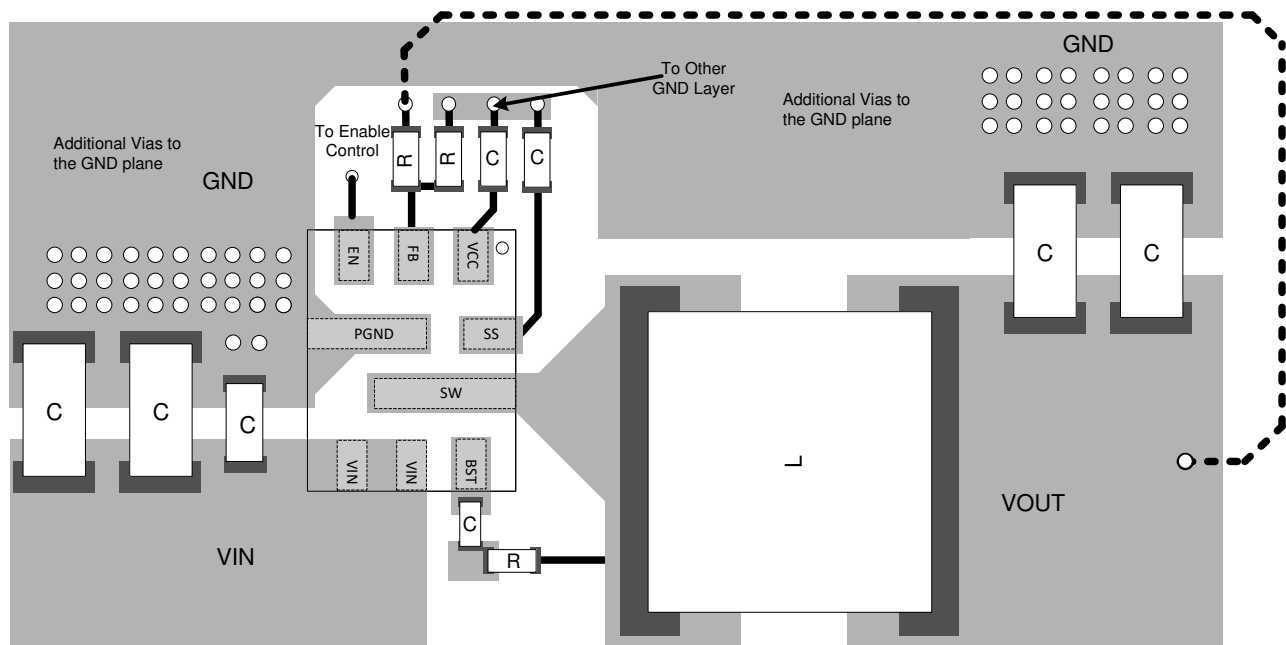 GND
To Other
GND Layer
Additional Vias to
the GND plane
To Enable
Control
Additional Vias to
the GND plane
GND
R
R
C
C
EN
FB
VCC
C
C
PGND
SS
SW
C
C
C
VIN
VIN
BST
L
VOUT
C
R
VIN